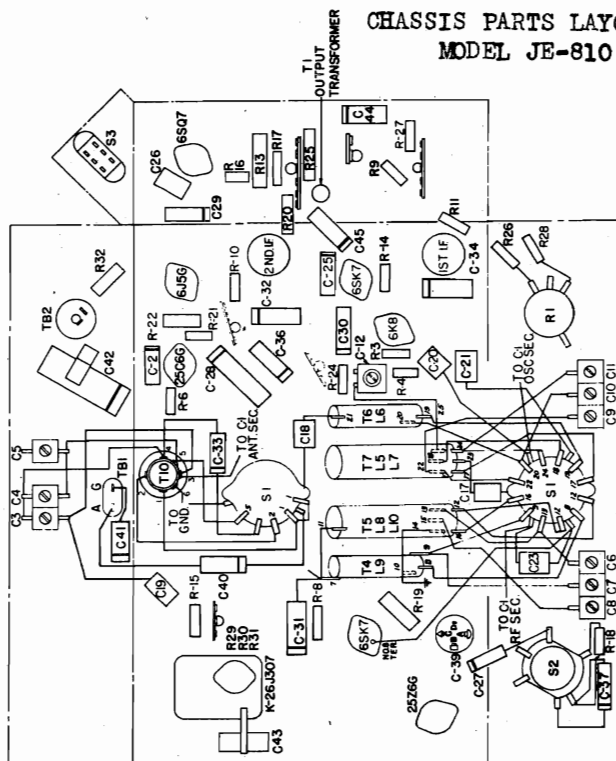 CHASSIS PARTS LAYO
MODEL JE-810
T1
OUTPUT
TRANSFORMER
S3
6SQ7
C26
C29
R
16
R13
R17
R20
R25
C
44
R-27
R9
R11
C45
R-14
R26
R28
TB2
R32
C42
6J5G
R-10
2ND.IF
C-32
C-25
6SK7
1ST IF
C-34
R-22
R-21
C-2
25C6G
R-6
C-28
C-36
C30
C-12
R-3
6K8
R-24
R-4
C20
C-21
R1
C5
C4
C3
TB1
A
G
T10
C-33
TO C1
ANT.SEC.
TO
GND.
S1
C18
T6
L6
T7
L5
L7
T5
L8
L10
T4
L9
TO C1
OSC SEC.
C11
C10
C9
S1
C23
C41
C19
C40
R-15
R29
R30
R31
K-26J307
C43
C-31
R-8
R-19
6SK7
25Z6G
C-39
TO C1
RF SEC.
C6
C7
C8
C-27
S2
R-18
C-37